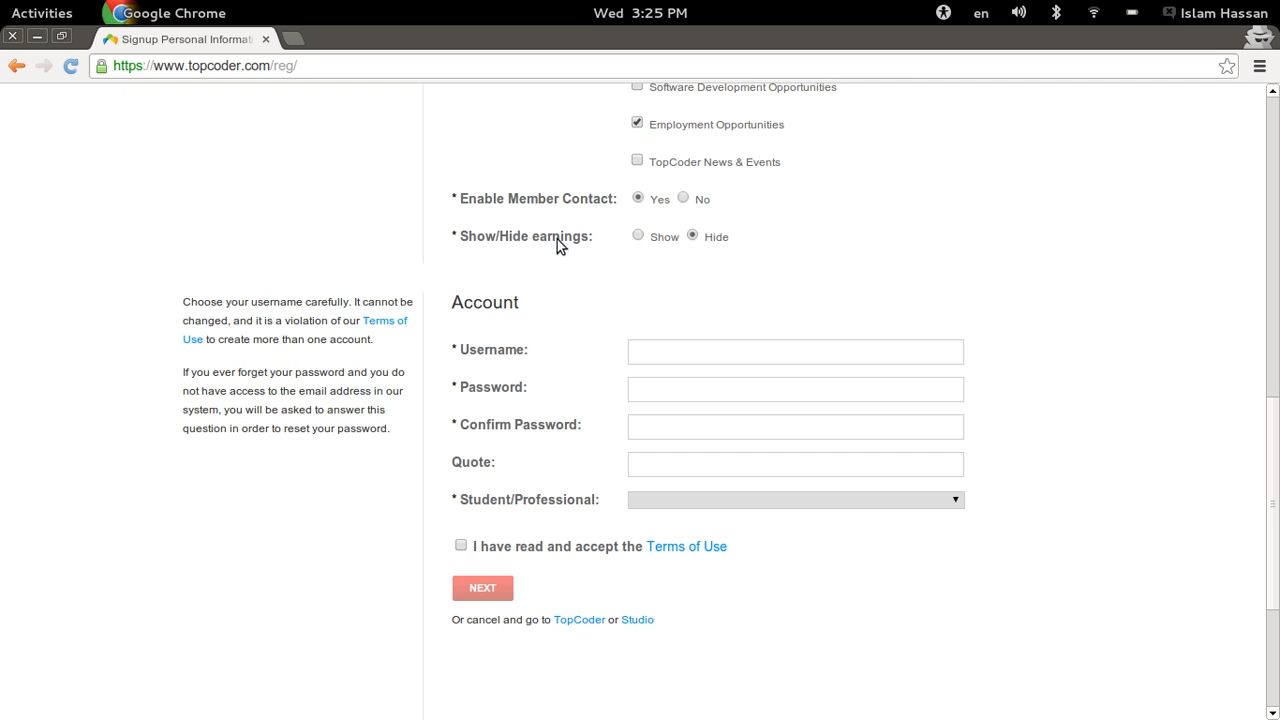 Activities Google Chrome Wed 3:25 PM en Islam Hassan
Signup Personal Informat
https://www.topcoder.com/reg/
Software Development Opportunities
Employment Opportunities
TopCoder News & Events
* Enable Member Contact: Yes No
* Show/Hide earnings: Show Hide
Choose your username carefully. It cannot be
changed, and it is a violation of our Terms of
Use to create more than one account.
If you ever forget your password and you do
not have access to the email address in our
system, you will be asked to answer this
question in order to reset your password.
Account
* Username:
* Password:
* Confirm Password:
Quote:
* Student/Professional:
I have read and accept the Terms of Use
NEXT
Or cancel and go to TopCoder or Studio